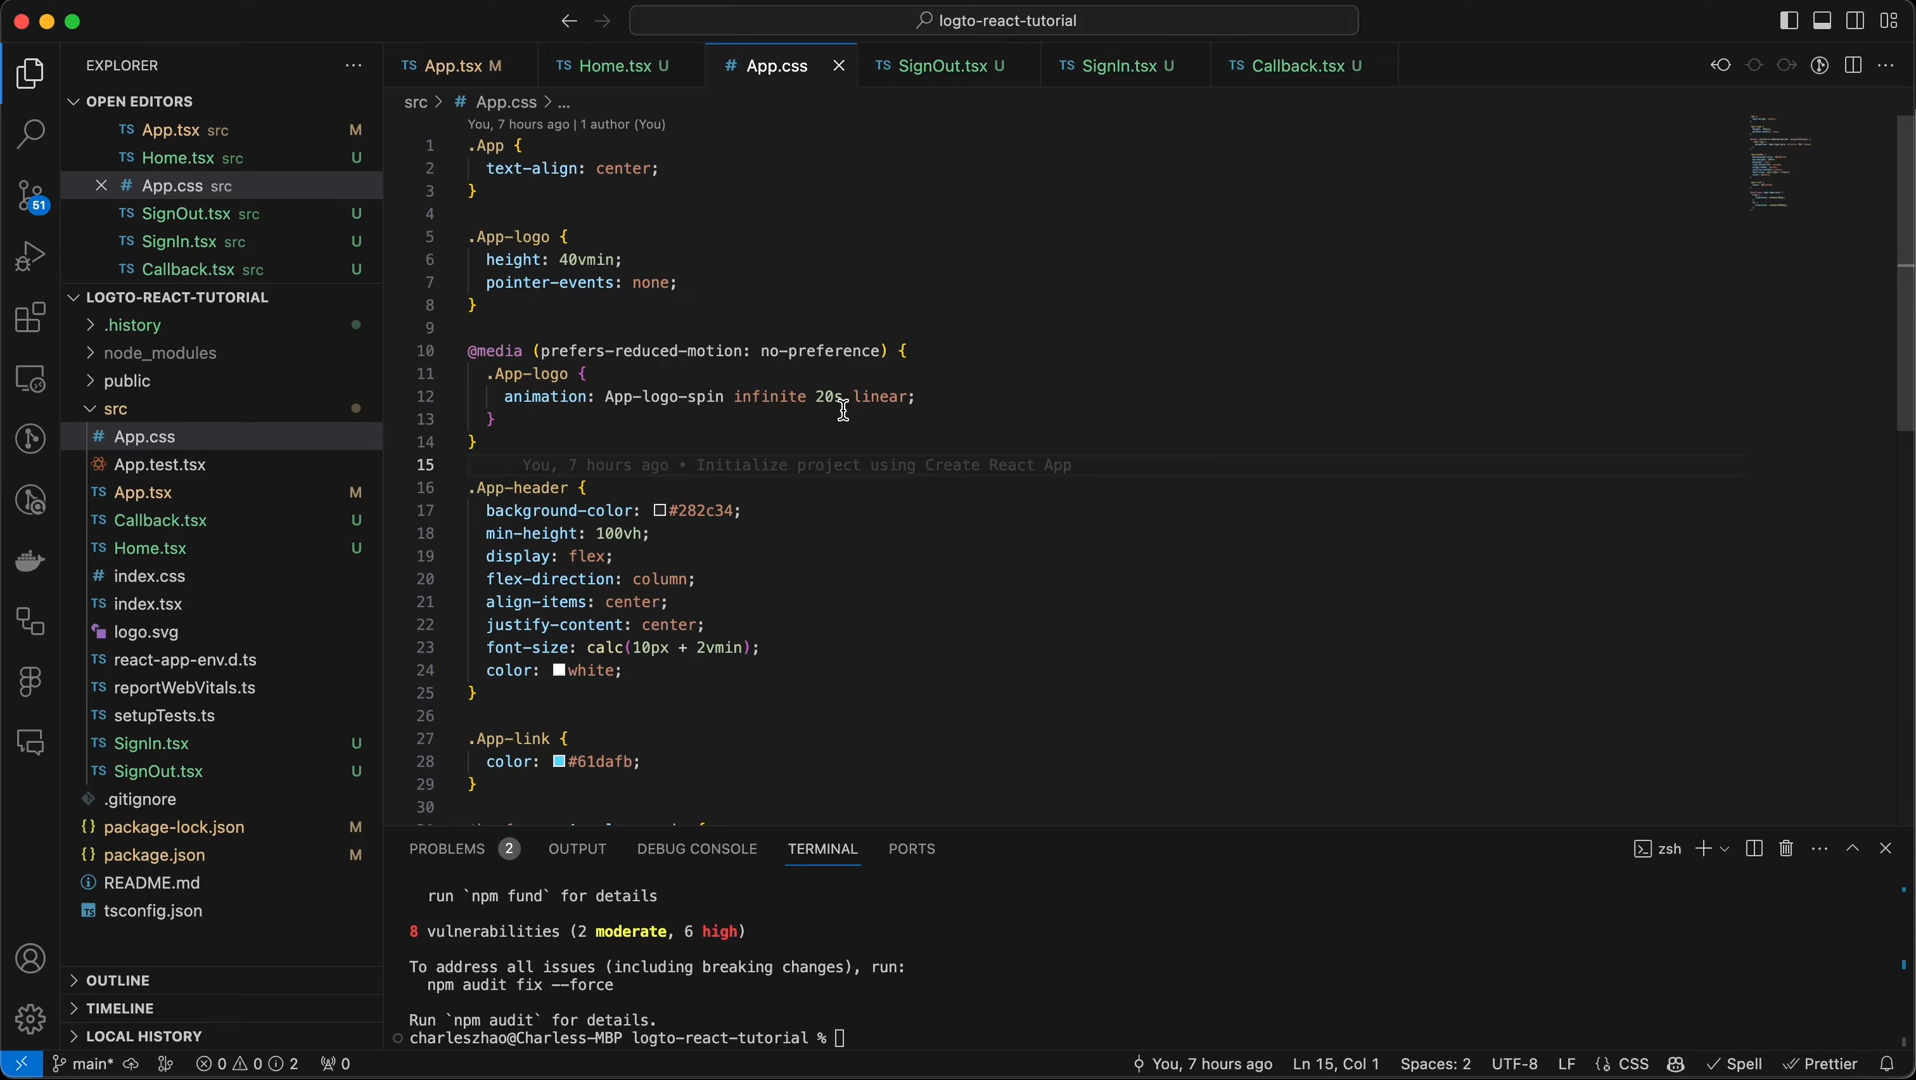 logto-react-tutorial
EXPLORER
OPEN EDITORS
TS App.tsx src M
TS Home.tsx src U
# App.css src
TS SignOut.tsx src U
TS SignIn.tsx src U
TS Callback.tsx src U
LOGTO-REACT-TUTORIAL
.history
node_modules
public
src
# App.css
App.test.tsx
TS App.tsx M
TS Callback.tsx U
TS Home.tsx U
# index.css
TS index.tsx
logo.svg
TS react-app-env.d.ts
TS reportWebVitals.ts
TS setupTests.ts
TS SignIn.tsx U
TS SignOut.tsx U
.gitignore
{} package-lock.json M
{} package.json M
README.md
TS tsconfig.json
OUTLINE
TIMELINE
LOCAL HISTORY
51
TS App.tsx M
TS Home.tsx U
# App.css
TS SignOut.tsx U
TS SignIn.tsx U
TS Callback.tsx U
src > # App.css > ...
You, 7 hours ago | 1 author (You)
1 .App {
2 text-align: center;
3 }
4
5 .App-logo {
6 height: 40vmin;
7 pointer-events: none;
8 }
9
10 @media (prefers-reduced-motion: no-preference) {
11 .App-logo {
12 animation: App-logo-spin infinite 20s linear;
13 }
14 }
15 You, 7 hours ago • Initialize project using Create React App
16 .App-header {
17 background-color: #282c34;
18 min-height: 100vh;
19 display: flex;
20 flex-direction: column;
21 align-items: center;
22 justify-content: center;
23 font-size: calc(10px + 2vmin);
24 color: white;
25 }
26
27 .App-link {
28 color: #61dafb;
29 }
30
PROBLEMS 2 OUTPUT DEBUG CONSOLE TERMINAL PORTS
zsh
run `npm fund` for details
8 vulnerabilities (2 moderate, 6 high)
To address all issues (including breaking changes), run:
npm audit fix --force
Run `npm audit` for details.
charleszhao@Charless-MBP logto-react-tutorial %
main* 0 0 2 0 You, 7 hours ago Ln 15, Col 1 Spaces: 2 UTF-8 LF {} CSS Spell Prettier